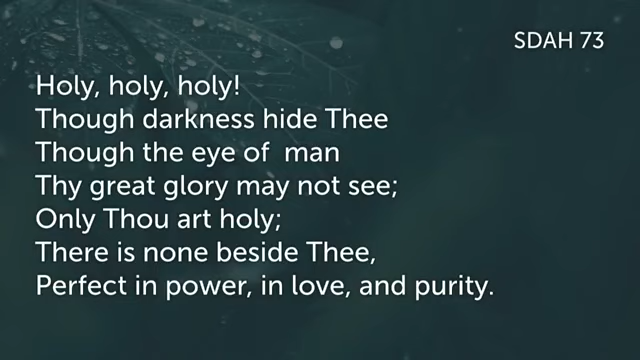 SDAH 73
Holy, holy, holy!
Though darkness hide Thee
Though the eye of  man
Thy great glory may not see;
Only Thou art holy;
There is none beside Thee,
Perfect in power, in love, and purity.